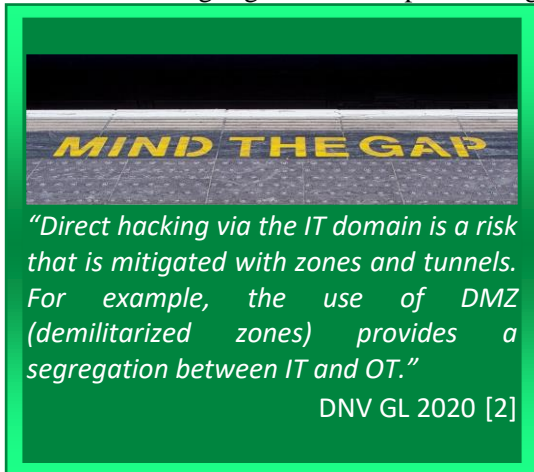 MIND THE GAP
“Direct hacking via the IT domain is a risk
that is mitigated with zones and tunnels.
For example, the use of DMZ
(demilitarized zones) provides a
segregation between IT and OT.”
DNV GL 2020 [2]